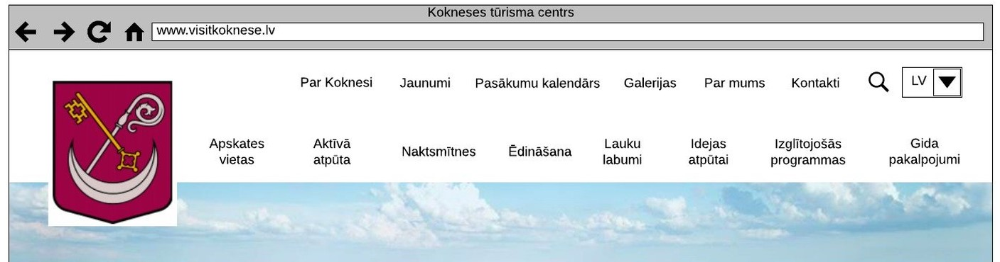 Kokneses tūrisma centrs
www.visitkoknese.lv
Par Koknesi Jaunumi Pasākumu kalendārs Galerijas Par mums Kontakti LV
Apskates
vietas
Aktīvā
atpūta
Naktsmītnes
Ēdināšana
Lauku
labumi
Idejas
atpūtai
Izglītojošās
programmas
Gida
pakalpojumi